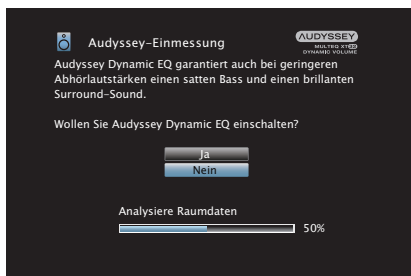 Audyssey-Einmessung
AUDYSSEY
MULTEQ XT32
DYNAMIC VOLUME
Audyssey Dynamic EQ garantiert auch bei geringeren
Abhörlautstärken einen satten Bass und einen brillanten
Surround-Sound.
Wollen Sie Audyssey Dynamic EQ einschalten?
Ja
Nein
Analysiere Raumdaten
50%